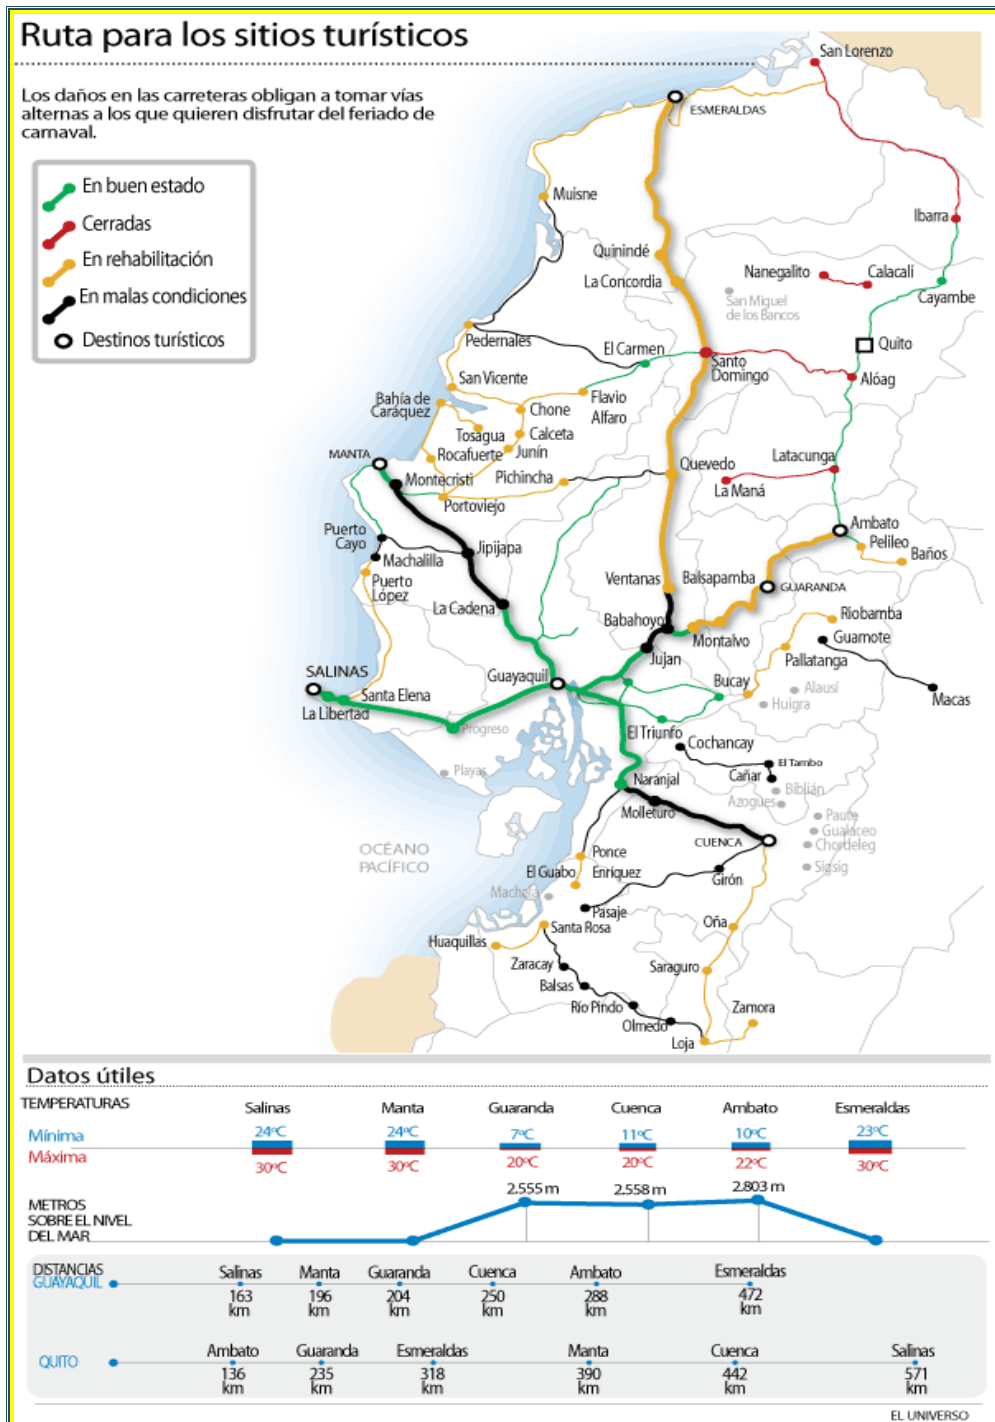 Ruta para los sitios turísticos
Los daños en las carreteras obligan a tomar vías
alternas a los que quieren disfrutar del feriado de
carnaval.
En buen estado
Cerradas
En rehabilitación
En malas condiciones
Destinos turísticos
San Lorenzo
ESMERALDAS
Muisne
Ibarra
Quinindé
La Concordia
Nanegalito
Calacalí
Cayambe
San Miguel
de los Bancos
Pedernales
El Carmen
Quito
Santo
Domingo
Alóag
San Vicente
Bahía de
Caráquez
Flavio
Alfaro
Chone
Tosagua
Calceta
Junín
MANTA
Rocafuerte
Montecristi
Pichincha
Quevedo
Latacunga
La Maná
Portoviejo
Puerto
Cayo
Jipijapa
Machalilla
Puerto
López
Ambato
Pelileo
Baños
Ventanas
Balsapamba
GUARANDA
La Cadena
Babahoyo
Montalvo
Riobamba
Guamote
Jujan
Pallatanga
SALINAS
Guayaquil
Bucay
Alausí
Huigra
Macas
Santa Elena
La Libertad
Progreso
El Triunfo
Cochancay
El Tambo
Playas
Naranjal
Cañar
Biblián
Azogues
Molleturo
Paute
Gualaceo
Chordeleg
CUENCA
OCÉANO
PACÍFICO
Ponce
Enríquez
El Guabo
Girón
Sigsig
Machala
Pasaje
Oña
Santa Rosa
Huaquillas
Zaracay
Saraguro
Balsas
Río Pindo
Zamora
Olmedo
Loja
Datos útiles
TEMPERATURAS Salinas Manta Guaranda Cuenca Ambato Esmeraldas
Mínima 24ºC 24ºC 7ºC 11ºC 10ºC 23ºC
Máxima 30ºC 30ºC 20ºC 20ºC 22ºC 30ºC
2.555 m 2.558 m 2.803 m
METROS
SOBRE EL NIVEL
DEL MAR
DISTANCIAS
GUAYAQUIL
Salinas Manta Guaranda Cuenca Ambato Esmeraldas
163 196 204 250 288 472
km km km km km km
QUITO
Ambato Guaranda Esmeraldas Manta Cuenca Salinas
136 235 318 390 442 571
km km km km km km
EL UNIVERSO